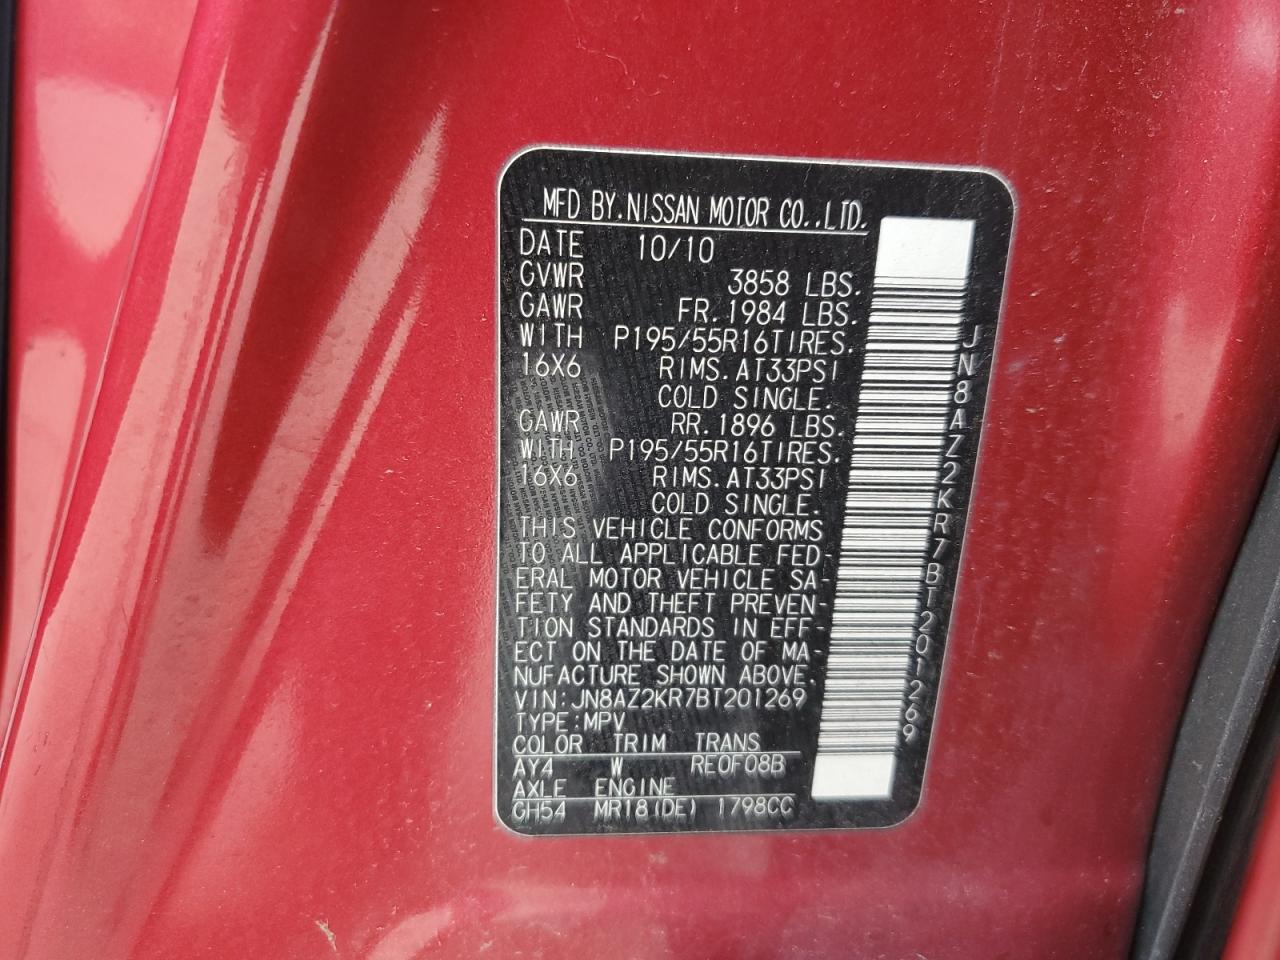 MFD BY.NISSAN MOTOR CO.,LTD.
DATE 10/10
GVWR 3858 LBS.
GAWR FR.1984 LBS.
WITH P195/55R16TIRES.
16X6 RIMS.AT33PSI
COLD SINGLE.
GAWR RR.1896 LBS.
WITH P195/55R16TIRES.
16X6 RIMS.AT33PSI
COLD SINGLE.
THIS VEHICLE CONFORMS
TO ALL APPLICABLE FED-
ERAL MOTOR VEHICLE SA-
FETY AND THEFT PREVEN-
TION STANDARDS IN EFF-
ECT ON THE DATE OF MA-
NUFACTURE SHOWN ABOVE.
VIN:JN8AZ2KR7BT201269
TYPE:MPV
COLOR TRIM TRANS
AY4 W RE0F08B
AXLE ENGINE
GH54 MR18(DE) 1798CC
JN8AZ2KR7BT201269